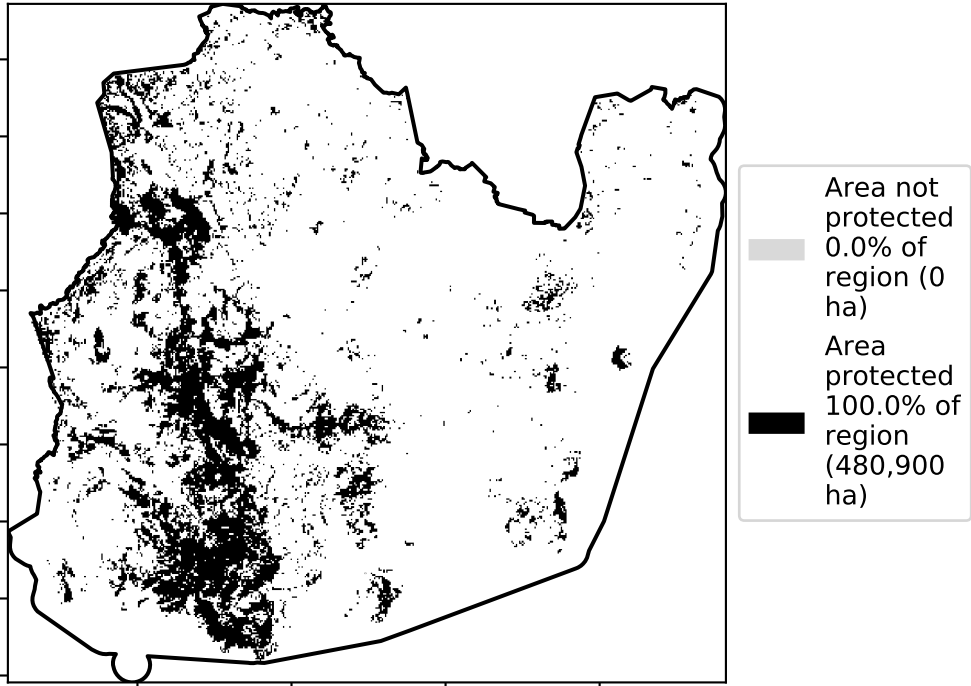 Area not
protected
0.0% of
region (0
ha)
Area
protected
100.0% of
region
(480,900
ha)